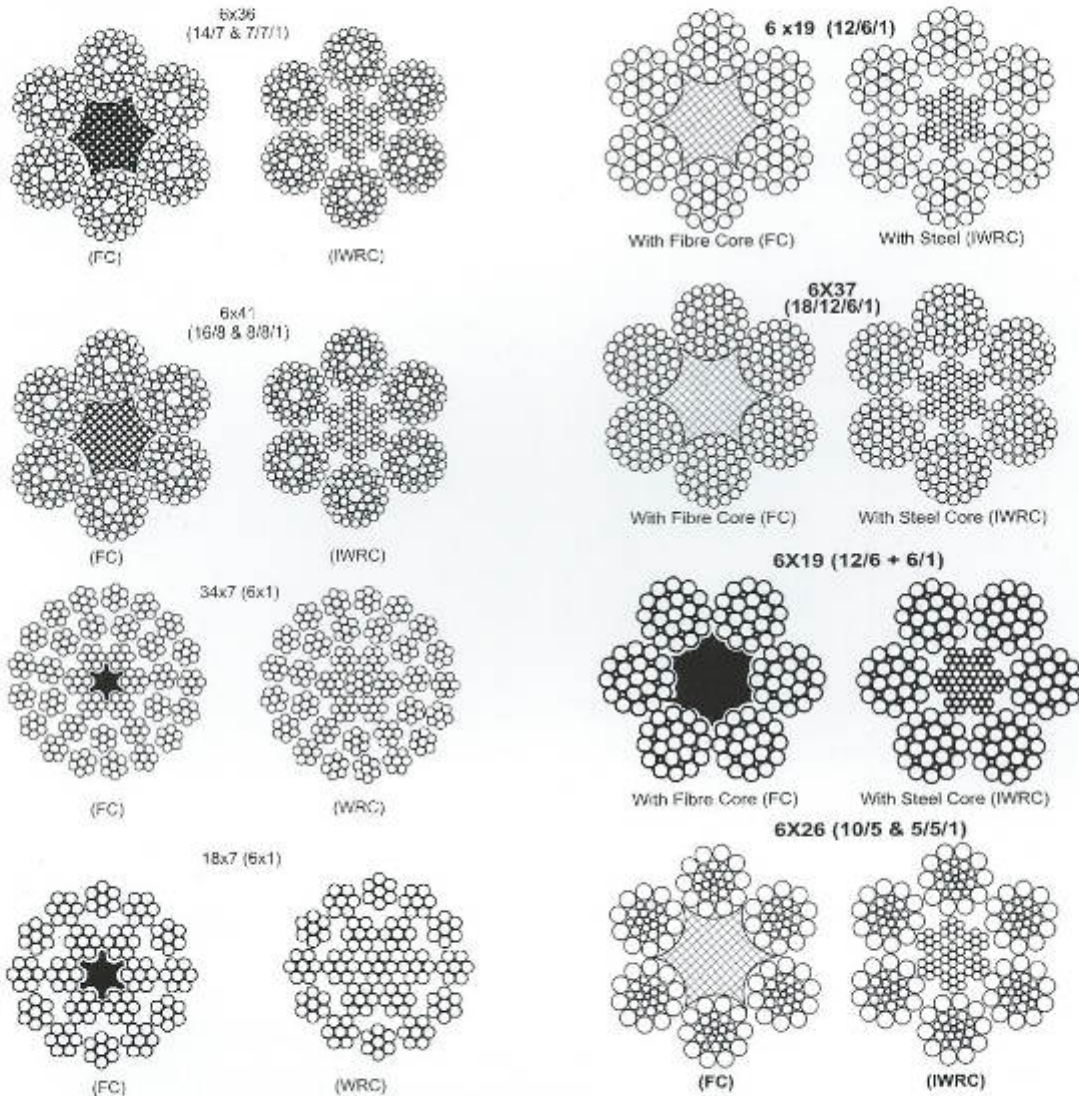 6x36
(14/7 & 7/7/1)
(FC)
(IWRC)
6x41
(16/8 & 8/8/1)
(FC)
(IWRC)
34x7 (6x1)
(FC)
(WRC)
18x7 (6x1)
(FC)
(WRC)
6 x19 (12/6/1)
With Fibre Core (FC)
With Steel (IWRC)
6X37
(18/12/6/1)
With Fibre Core (FC)
With Steel Core (IWRC)
6X19 (12/6 + 6/1)
With Fibre Core (FC)
With Steel Core (IWRC)
6X26 (10/5 & 5/5/1)
(FC)
(IWRC)